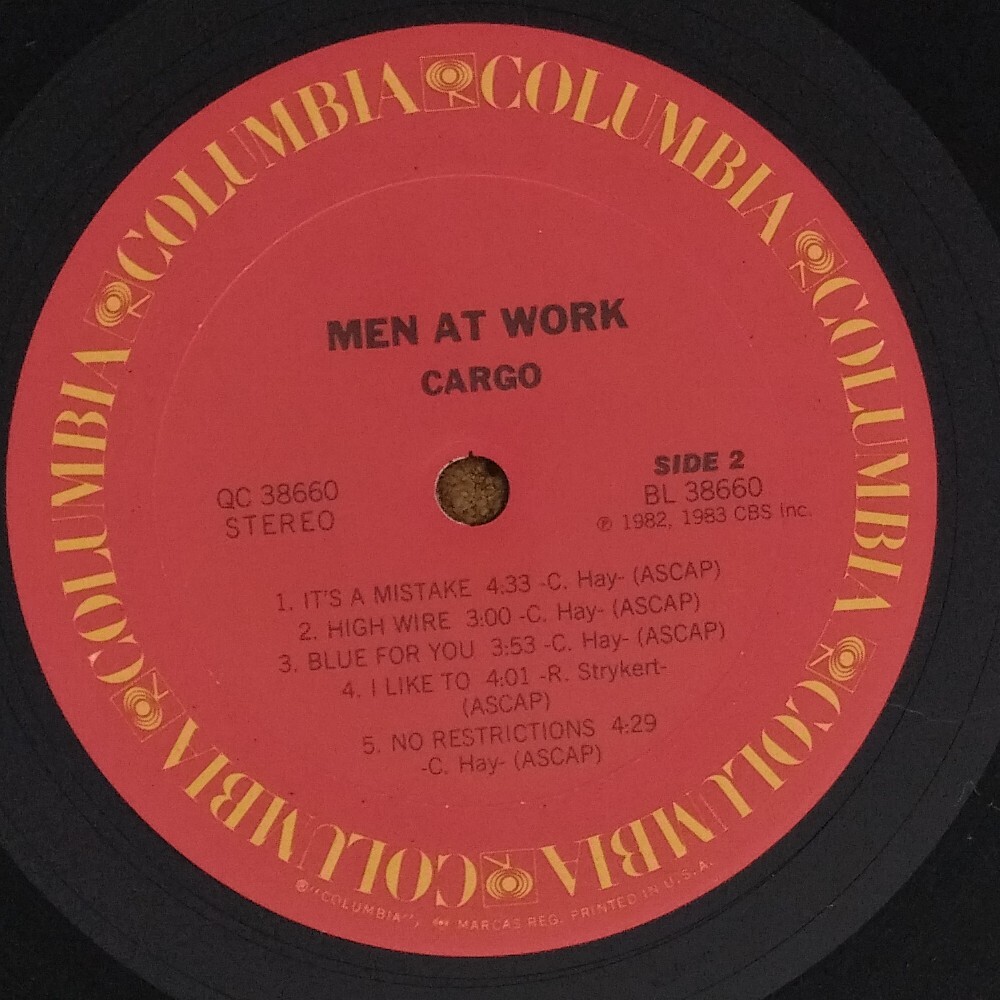 COLUMBIA COLUMBIA COLUMBIA COLUMBIA COLUMBIA COLUMBIA
MEN AT WORK
CARGO
QC 38660
STEREO
SIDE 2
BL 38660
℗ 1982, 1983 CBS Inc.
1. IT'S A MISTAKE 4:33 -C. Hay- (ASCAP)
2. HIGH WIRE 3:00 -C. Hay- (ASCAP)
3. BLUE FOR YOU 3:53 -C. Hay- (ASCAP)
4. I LIKE TO 4:01 -R. Strykert-
(ASCAP)
5. NO RESTRICTIONS 4:29
-C. Hay- (ASCAP)
® "COLUMBIA", MARCAS REG. PRINTED IN U.S.A.